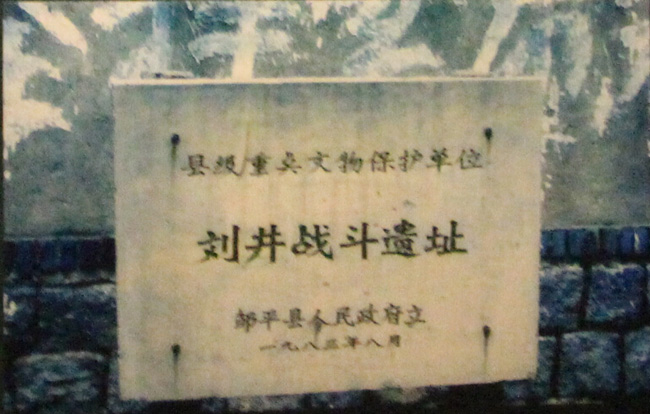 县级重点文物保护单位
刘井战斗遗址
邹平县人民政府立
一九八三年八月